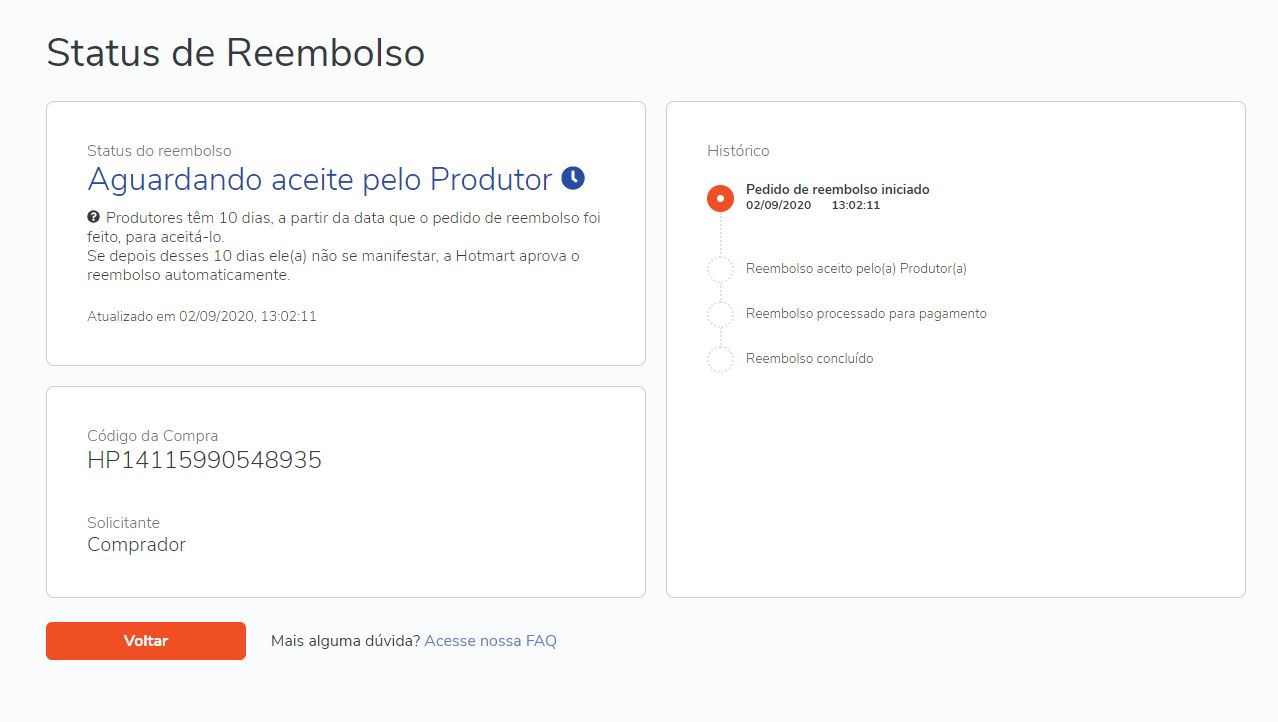 Status de Reembolso
Status do reembolso
Aguardando aceite pelo Produtor
Produtores têm 10 dias, a partir da data que o pedido de reembolso foi
feito, para aceitá-lo.
Se depois desses 10 dias ele(a) não se manifestar, a Hotmart aprova o
reembolso automaticamente.
Atualizado em 02/09/2020, 13:02:11
Código da Compra
HP14115990548935
Solicitante
Comprador
Histórico
Pedido de reembolso iniciado
02/09/2020 13:02:11
Reembolso aceito pelo(a) Produtor(a)
Reembolso processado para pagamento
Reembolso concluído
Voltar
Mais alguma dúvida? Acesse nossa FAQ